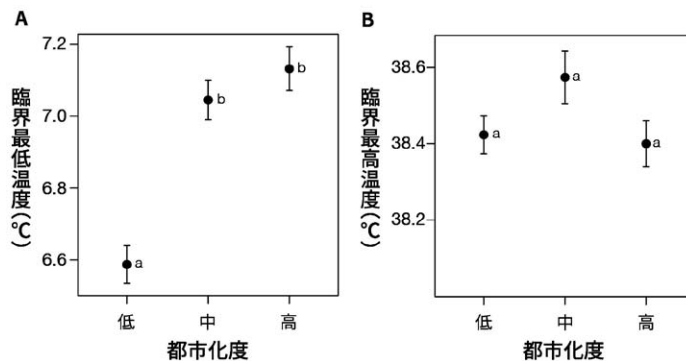 A
臨界最低温度(℃)
7.2
7.0
6.8
6.6
a
b
b
低
中
高
都市化度
B
臨界最高温度(℃)
38.6
38.4
38.2
a
a
a
低
中
高
都市化度